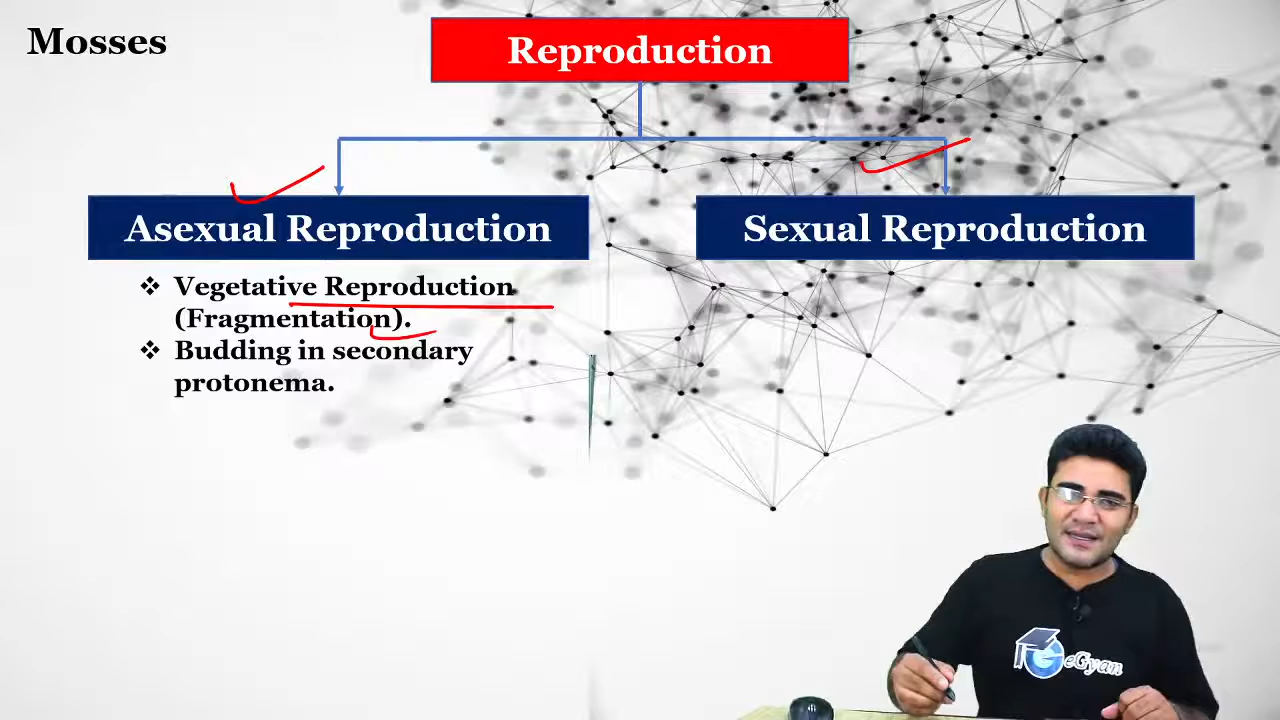 Mosses
Reproduction
Asexual Reproduction
Sexual Reproduction
❖ Vegetative Reproduction
(Fragmentation).
❖ Budding in secondary
protonema.
eGyan